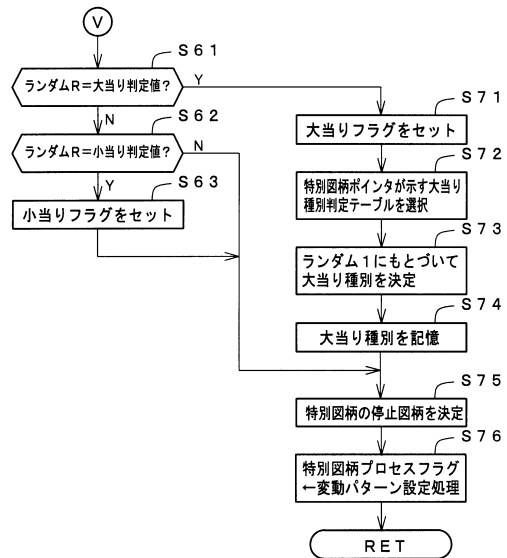 V
S61
ランダムR=大当り判定値?
Y
N
S62
ランダムR=小当り判定値?
N
Y
S63
小当りフラグをセット
S71
大当りフラグをセット
S72
特別図柄ポインタが示す大当り
種別判定テーブルを選択
S73
ランダム1にもとづいて
大当り種別を決定
S74
大当り種別を記憶
S75
特別図柄の停止図柄を決定
S76
特別図柄プロセスフラグ
←変動パターン設定処理
RET